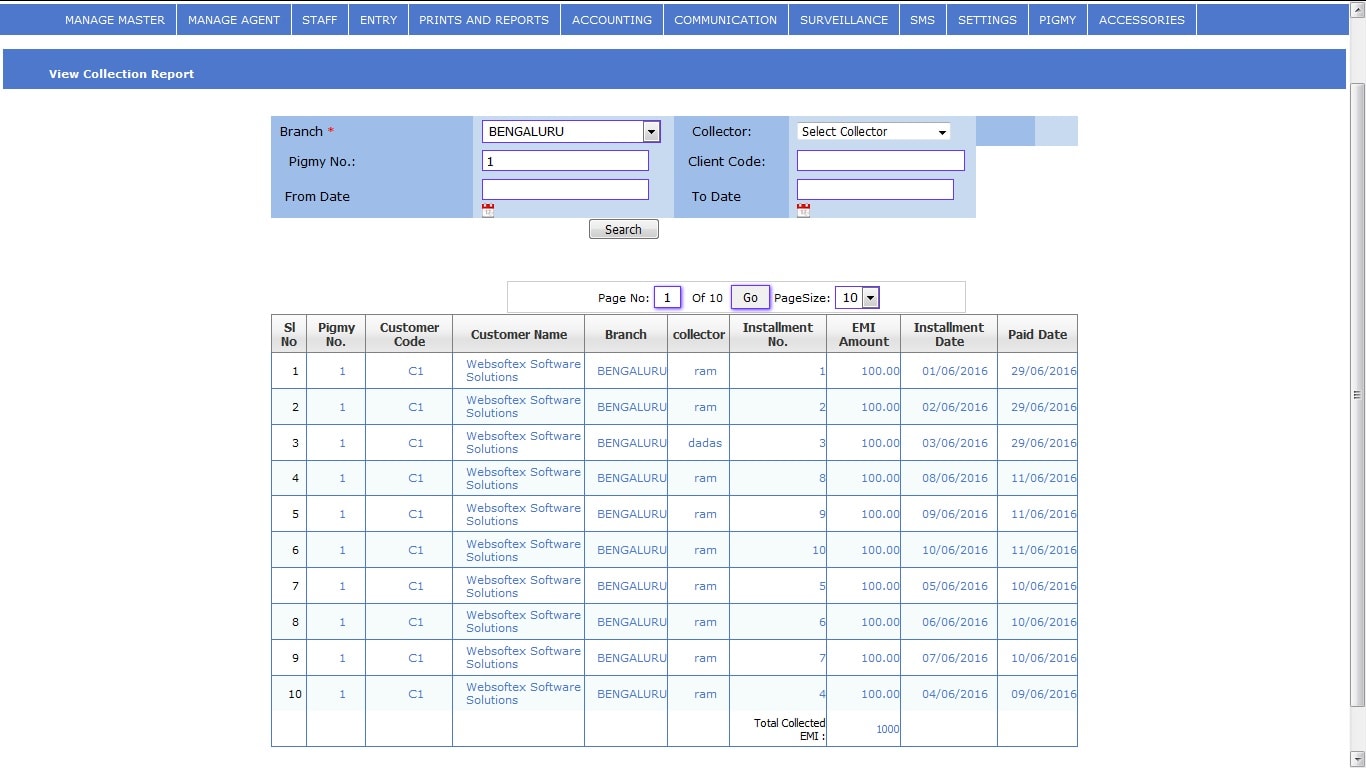 MANAGE MASTER MANAGE AGENT STAFF ENTRY PRINTS AND REPORTS ACCOUNTING COMMUNICATION SURVEILLANCE SMS SETTINGS PIGMY ACCESSORIES
View Collection Report
Branch * BENGALURU Collector: Select Collector
Pigmy No.: 1 Client Code:
From Date To Date
Search
Page No: 1 Of 10 Go PageSize: 10
Sl No Pigmy No. Customer Code Customer Name Branch collector Installment No. EMI Amount Installment Date Paid Date
1 1 C1 Websoftex Software Solutions BENGALURU ram 1 100.00 01/06/2016 29/06/2016
2 1 C1 Websoftex Software Solutions BENGALURU ram 2 100.00 02/06/2016 29/06/2016
3 1 C1 Websoftex Software Solutions BENGALURU dadas 3 100.00 03/06/2016 29/06/2016
4 1 C1 Websoftex Software Solutions BENGALURU ram 8 100.00 08/06/2016 11/06/2016
5 1 C1 Websoftex Software Solutions BENGALURU ram 9 100.00 09/06/2016 11/06/2016
6 1 C1 Websoftex Software Solutions BENGALURU ram 10 100.00 10/06/2016 11/06/2016
7 1 C1 Websoftex Software Solutions BENGALURU ram 5 100.00 05/06/2016 10/06/2016
8 1 C1 Websoftex Software Solutions BENGALURU ram 6 100.00 06/06/2016 10/06/2016
9 1 C1 Websoftex Software Solutions BENGALURU ram 7 100.00 07/06/2016 10/06/2016
10 1 C1 Websoftex Software Solutions BENGALURU ram 4 100.00 04/06/2016 09/06/2016
Total Collected EMI : 1000